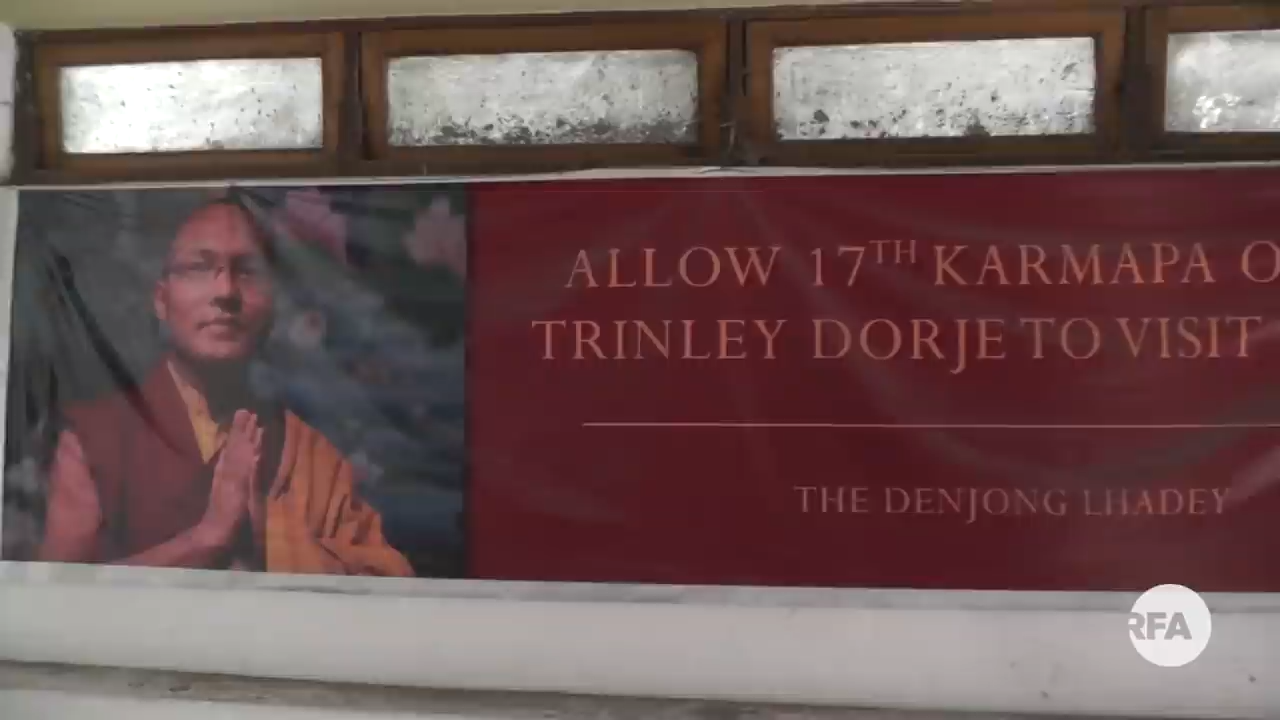 ALLOW 17TH KARMAPA O
TRINLEY DORJE TO VISIT
THE DENJONG LHADEY
RFA